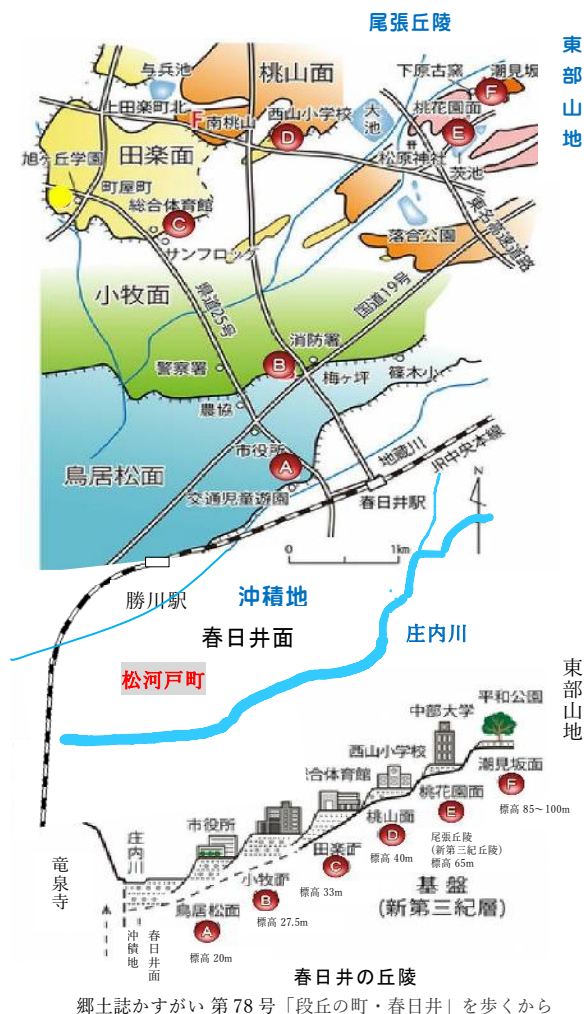 尾張丘陵
東部山地
与兵池
桃山面
下原古窯
潮見坂
F
上田楽町北
F南桃山
西山小学校
D
大池
桃花園面
E
旭ヶ丘学園
田楽面
松原神社
茨池
町屋町
総合体育館
C
サンフロッグ
東名高速道路
落合公園
小牧面
県道25号
国道19号
消防署
B
警察署
梅ヶ坪
篠木小
農協
市役所
鳥居松面
A
地蔵川
JR中央本線
交通児童遊園
春日井駅
N
0 1km
勝川駅
沖積地
春日井面
庄内川
松河戸町
東部山地
平和公園
中部大学
西山小学校
合体育館
市役所
庄内川
竜泉寺
潮見坂面
F
標高 85～100m
桃花園面
E
尾張丘陵
(新第三紀丘陵)
標高 65m
桃山面
D
標高 40m
田楽面
C
標高 33m
小牧面
B
標高 27.5m
鳥居松面
A
標高 20m
基盤
(新第三紀層)
沖積地
春日井面
春日井の丘陵
郷土誌かすがい 第 78 号「段丘の町・春日井」を歩くから